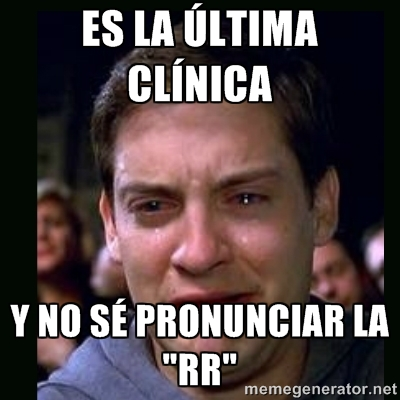 ES LA ÚLTIMA
CLÍNICA
Y NO SÉ PRONUNCIAR LA
"RR"
memegenerator.net